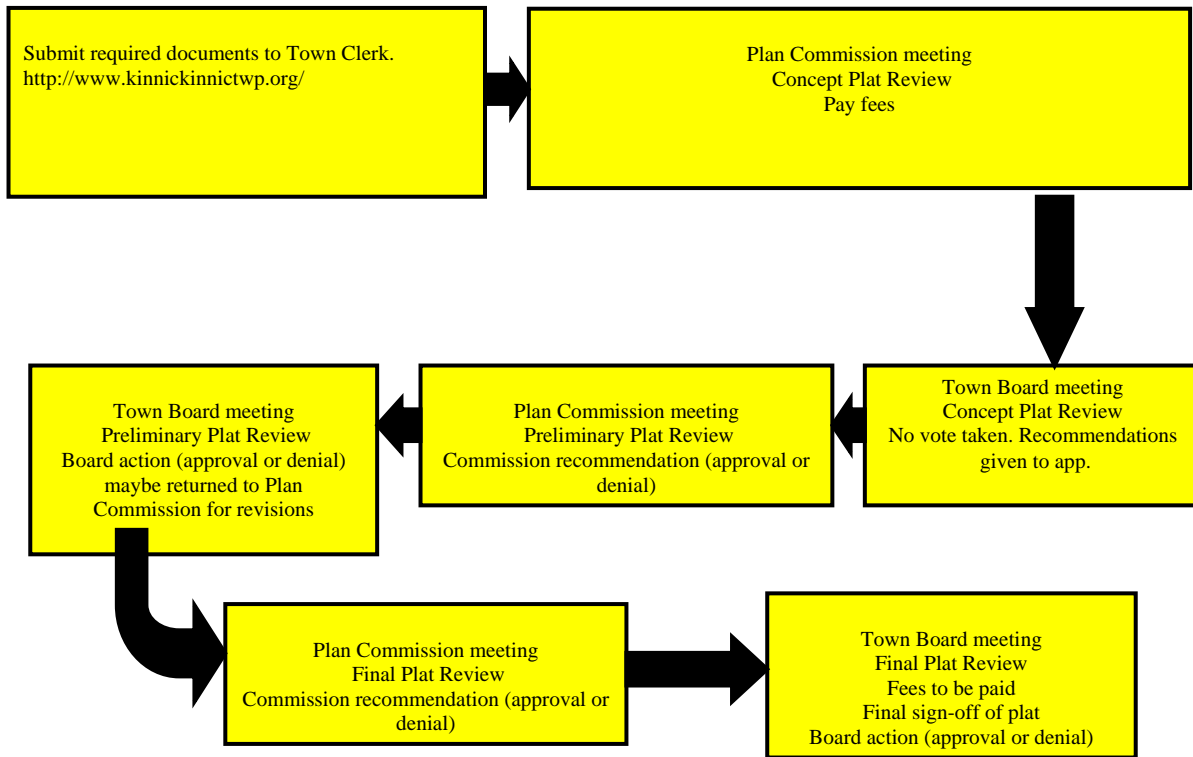 Submit required documents to Town Clerk.
http://www.kinnickinnictwp.org/
Plan Commission meeting
Concept Plat Review
Pay fees
Town Board meeting
Concept Plat Review
No vote taken. Recommendations
given to app.
Plan Commission meeting
Preliminary Plat Review
Commission recommendation (approval or
denial)
Town Board meeting
Preliminary Plat Review
Board action (approval or denial)
maybe returned to Plan
Commission for revisions
Plan Commission meeting
Final Plat Review
Commission recommendation (approval or
denial)
Town Board meeting
Final Plat Review
Fees to be paid
Final sign-off of plat
Board action (approval or denial)